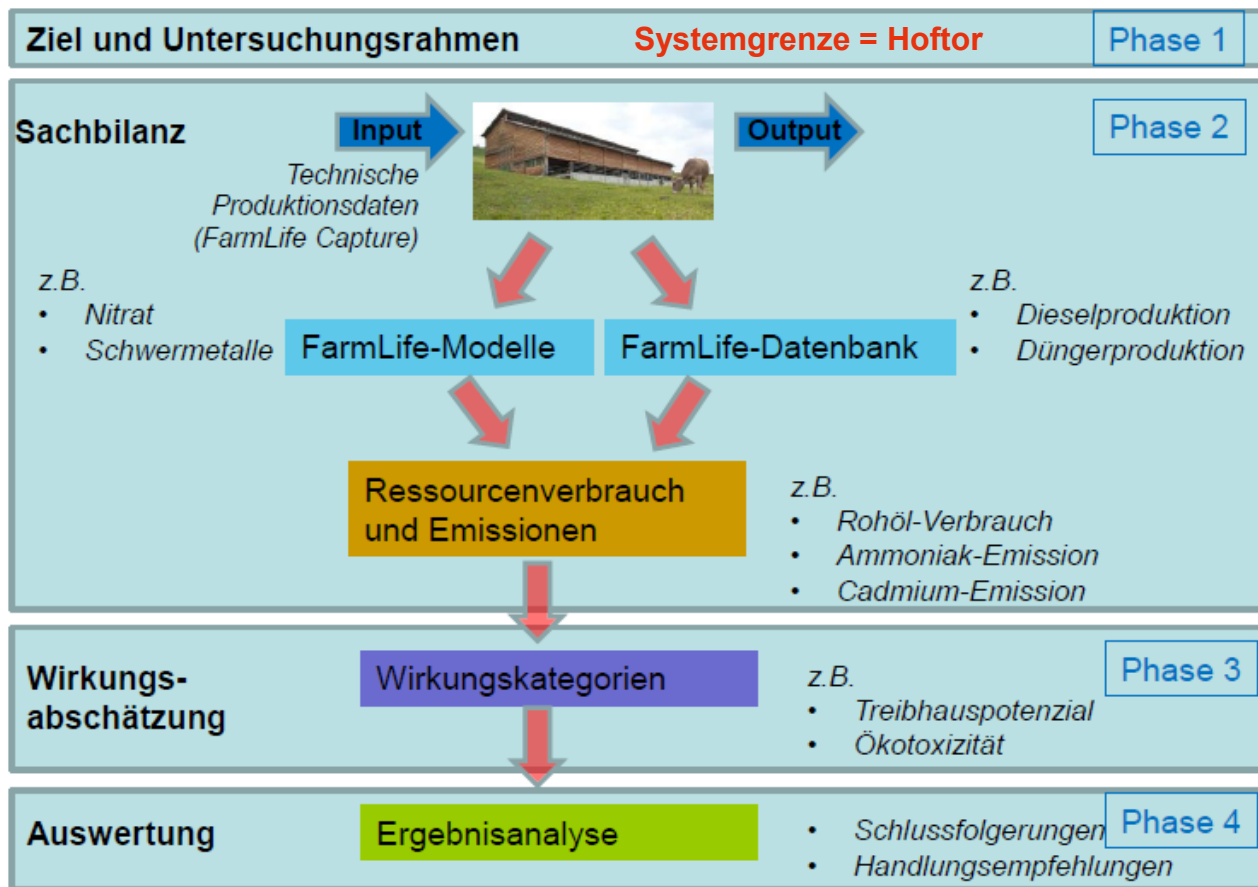 Ziel und Untersuchungsrahmen
Systemgrenze = Hoftor
Phase 1
Sachbilanz
Input
Output
Phase 2
Technische
Produktionsdaten
(FarmLife Capture)
z.B.
• Nitrat
• Schwermetalle
FarmLife-Modelle
FarmLife-Datenbank
z.B.
• Dieselproduktion
• Düngerproduktion
Ressourcenverbrauch
und Emissionen
z.B.
• Rohöl-Verbrauch
• Ammoniak-Emission
• Cadmium-Emission
Wirkungs-
abschätzung
Wirkungskategorien
z.B.
• Treibhauspotenzial
• Ökotoxizität
Phase 3
Auswertung
Ergebnisanalyse
• Schlussfolgerungen
• Handlungsempfehlungen
Phase 4